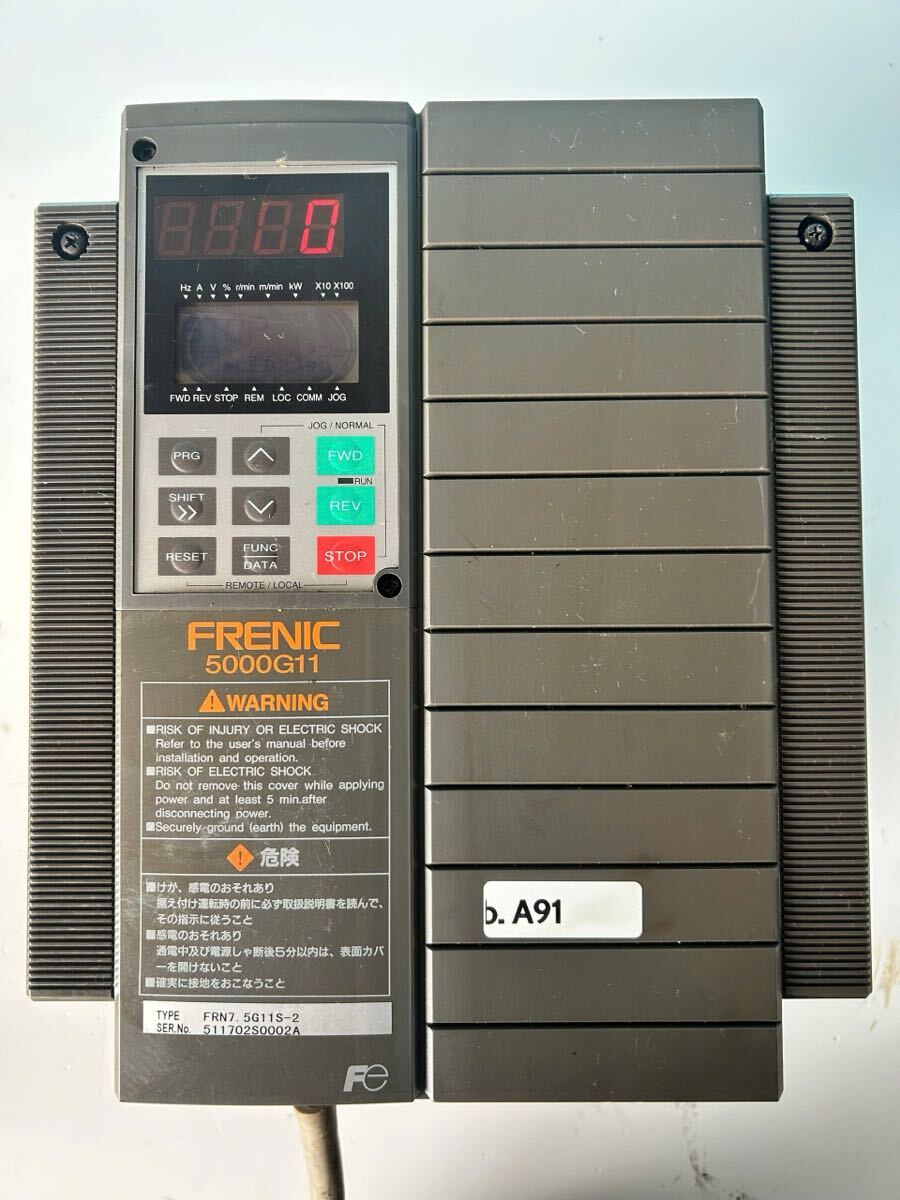 0
Hz A V % r/min m/min kW X10 X100
FWD REV STOP REM LOC COMM JOG
JOG / NORMAL
PRG
FWD
RUN
SHIFT
>>
REV
RESET
FUNC
DATA
STOP
REMOTE / LOCAL
FRENIC
5000G11
WARNING
■RISK OF INJURY OR ELECTRIC SHOCK
Refer to the user's manual before
installation and operation.
■RISK OF ELECTRIC SHOCK
Do not remove this cover while applying
power and at least 5 min.after
disconnecting power.
■Securely ground (earth) the equipment.
危険
■けが、感電のおそれあり
据え付け運転時の前に必ず取扱説明書を読んで、
その指示に従うこと
■感電のおそれあり
通電中及び電源しゃ断後5分以内は、表面カバ
ーを開けないこと
■確実に接地をおこなうこと
TYPE FRN7.5G11S-2
SER.No. 511702S0002A
Fe
o. A91